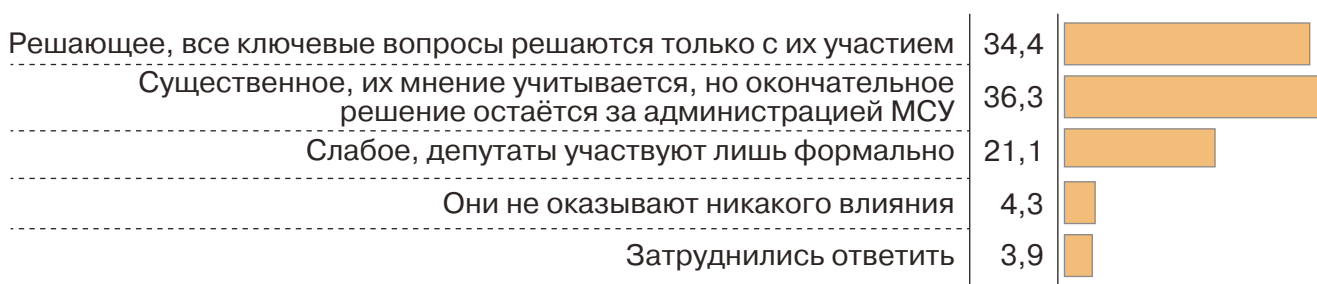 Решающее, все ключевые вопросы решаются только с их участием 34,4
Существенное, их мнение учитывается, но окончательное
решение остаётся за администрацией МСУ 36,3
Слабое, депутаты участвуют лишь формально 21,1
Они не оказывают никакого влияния 4,3
Затруднились ответить 3,9